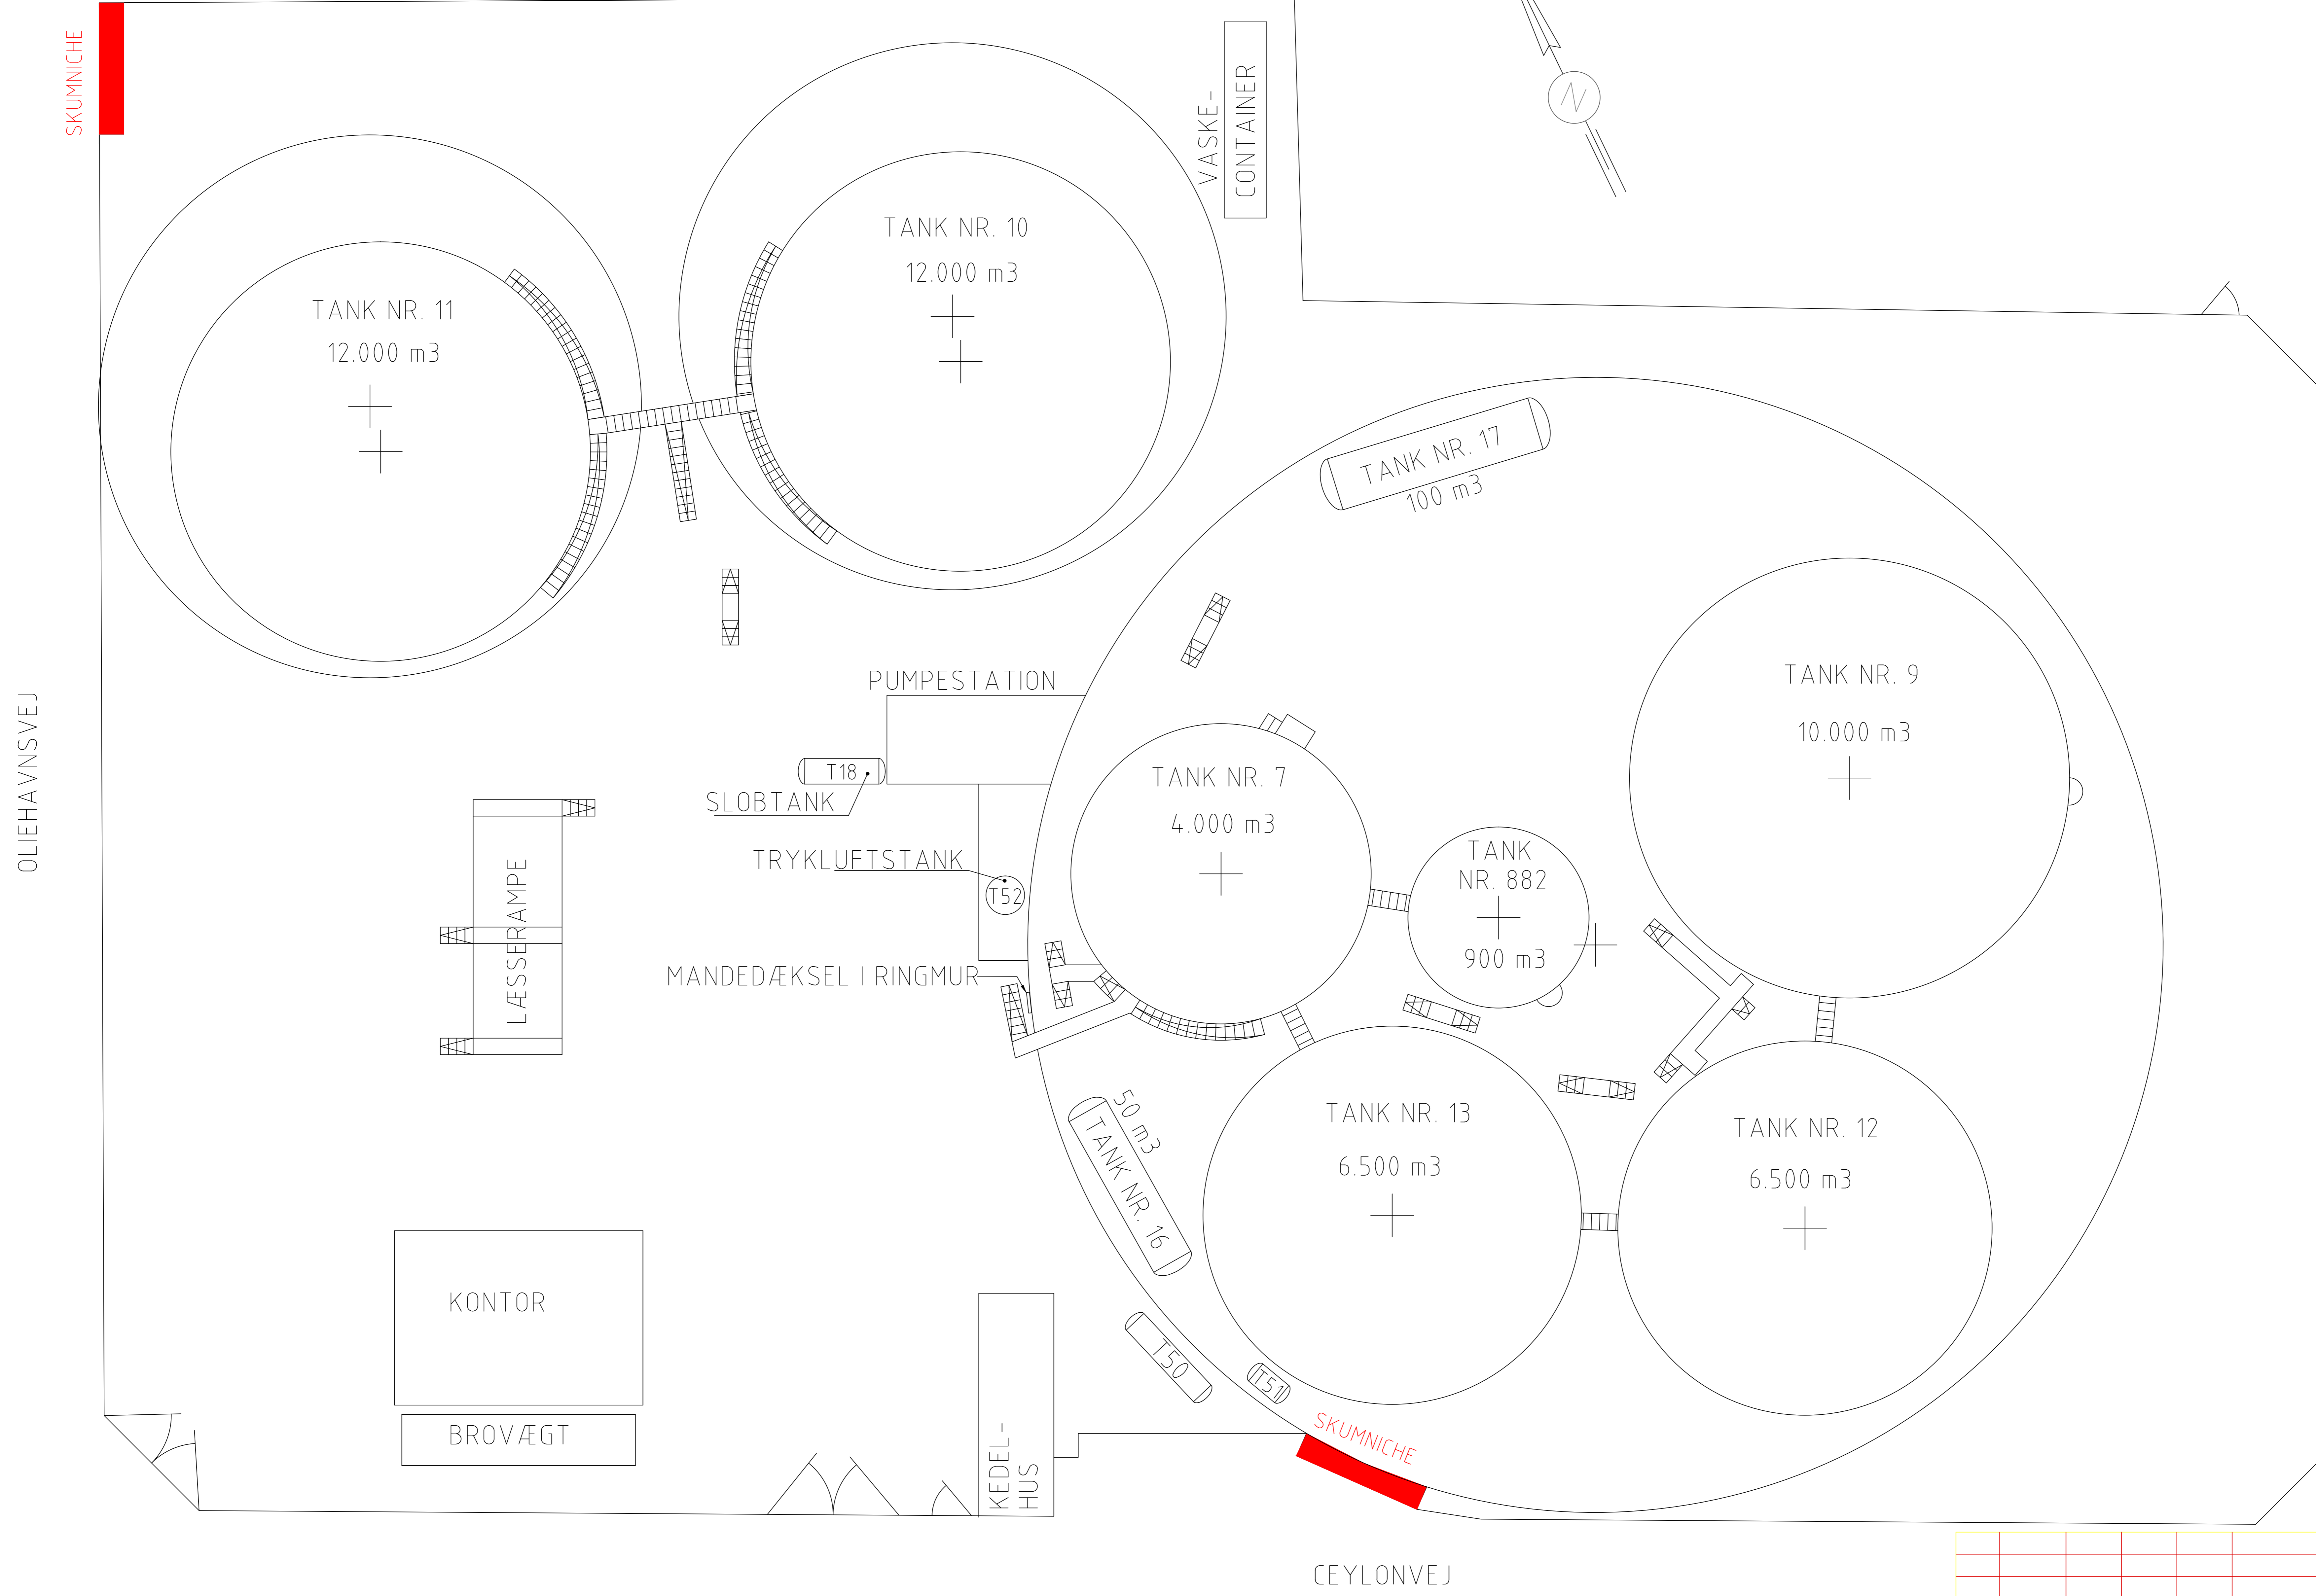 SKUMNICHE
VASKE-
CONTAINER
N
TANK NR. 10
12.000 m3
TANK NR. 11
12.000 m3
TANK NR. 17
100 m3
OLIEHAVNSVEJ
PUMPESTATION
T18
SLOBTANK
TRYKLUFTSTANK
T52
TANK NR. 7
4.000 m3
TANK
NR. 882
900 m3
TANK NR. 9
10.000 m3
LÆSSERAMPE
MANDEDÆKSEL I RINGMUR
50 m3
TANK NR. 16
TANK NR. 13
6.500 m3
TANK NR. 12
6.500 m3
KONTOR
BROVÆGT
KEDEL-
HUS
T50
T51
SKUMNICHE
CEYLONVEJ